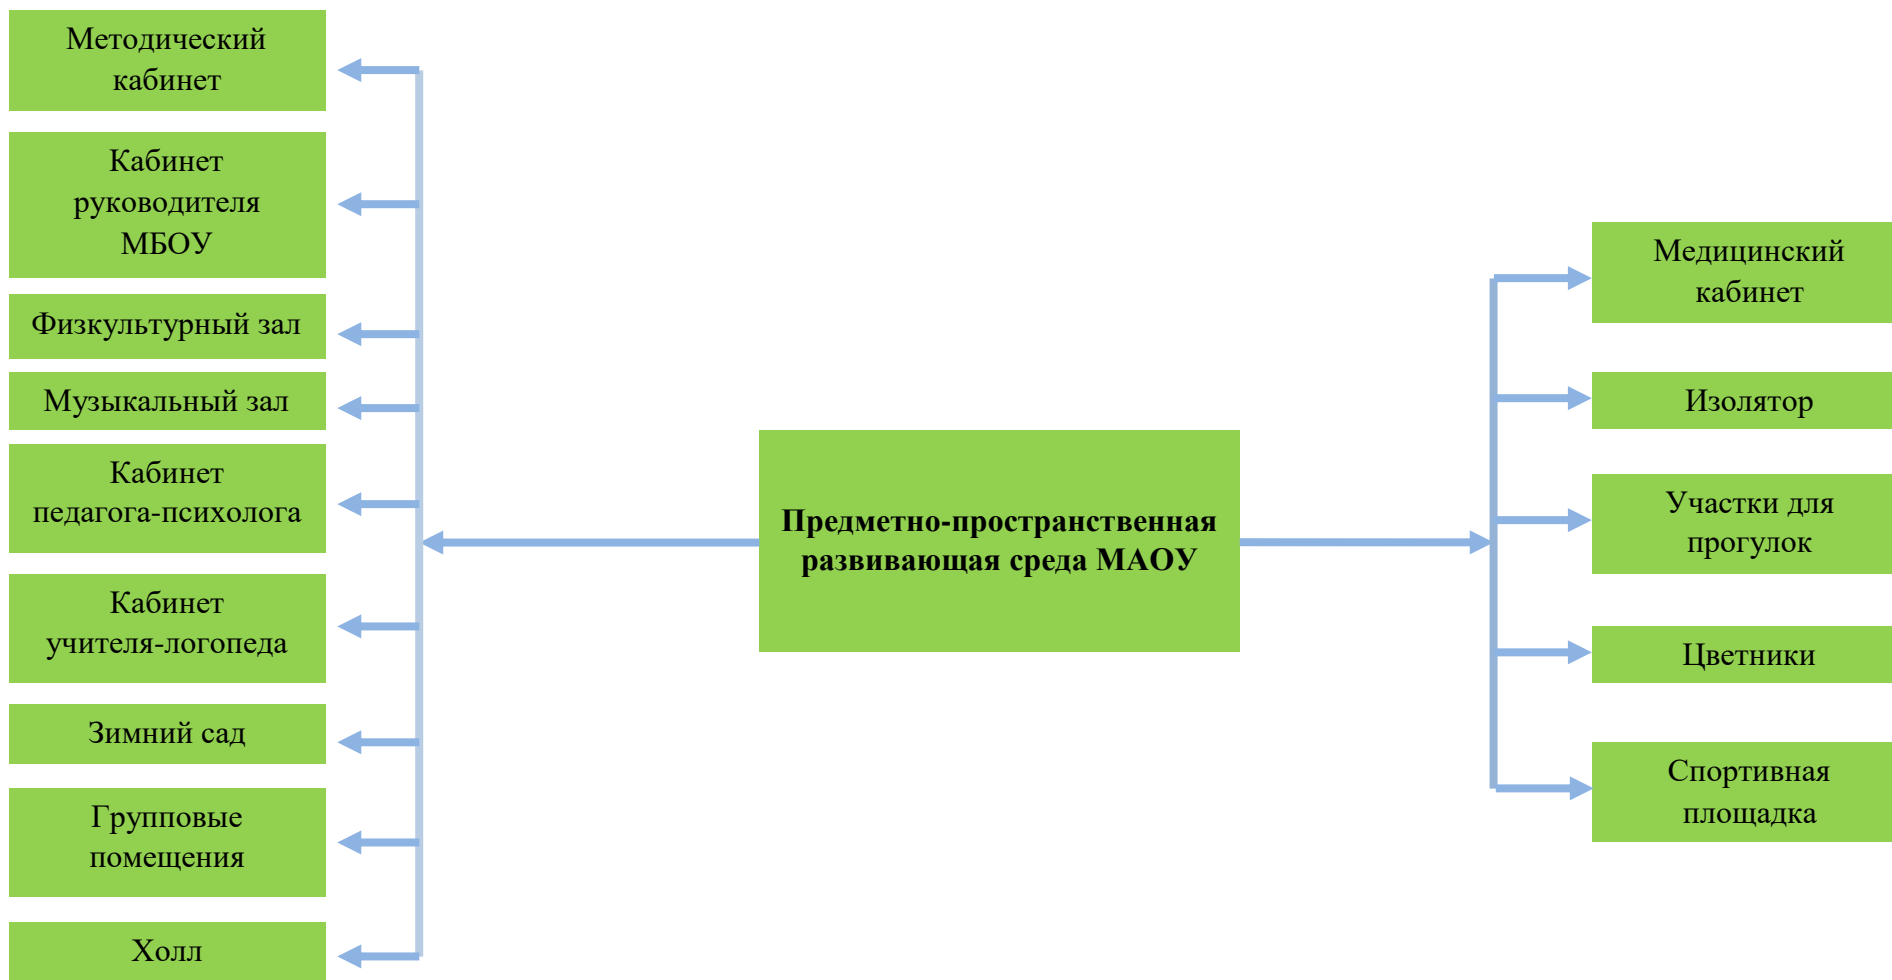 Методический
кабинет
Кабинет
руководителя
МБОУ
Физкультурный зал
Музыкальный зал
Кабинет
педагога-психолога
Кабинет
учителя-логопеда
Зимний сад
Групповые
помещения
Холл
Предметно-пространственная
развивающая среда МАОУ
Медицинский
кабинет
Изолятор
Участки для
прогулок
Цветники
Спортивная
площадка